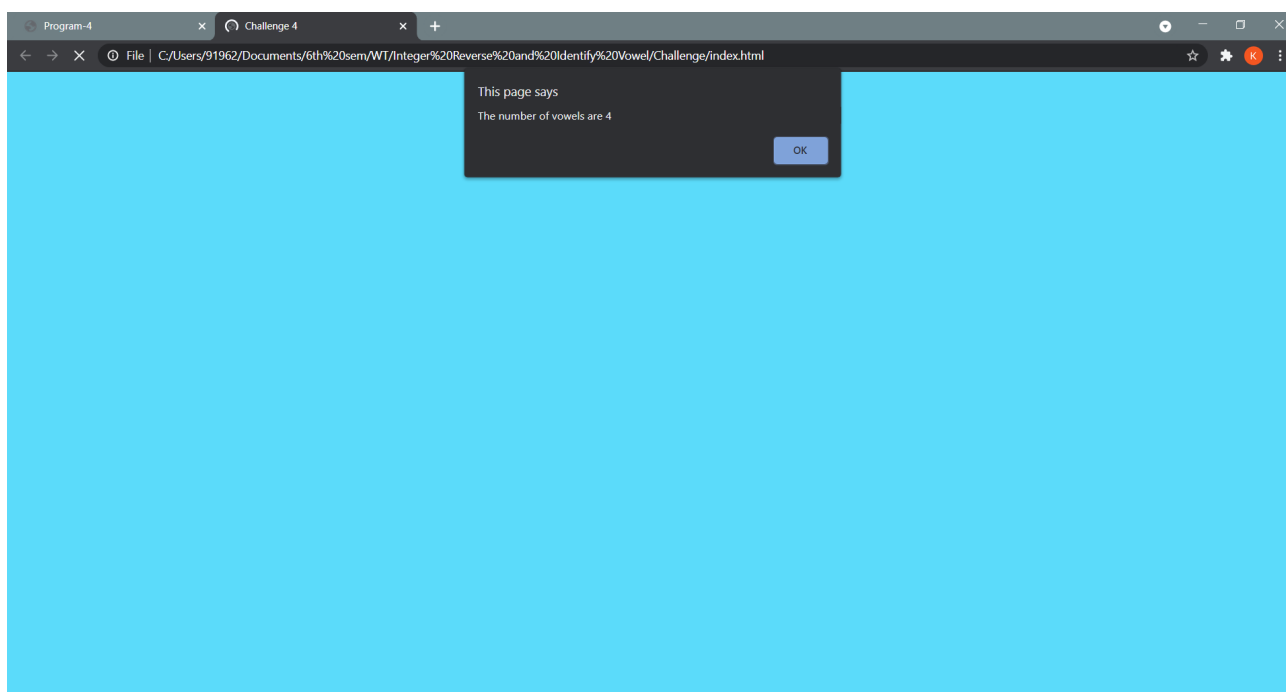 Program-4
Challenge 4
File | C:/Users/91962/Documents/6th%20sem/WT/Integer%20Reverse%20and%20Identify%20Vowel/Challenge/index.html
K
This page says
The number of vowels are 4
OK